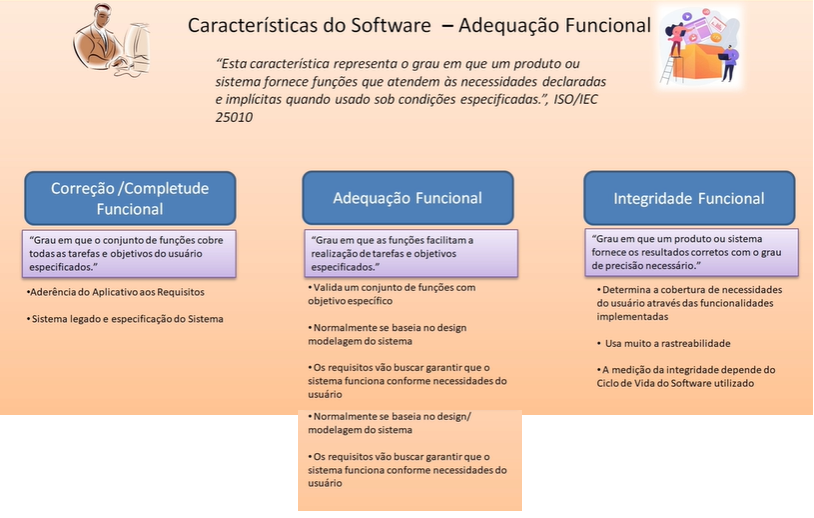 Características do Software – Adequação Funcional
“Esta característica representa o grau em que um produto ou
sistema fornece funções que atendem às necessidades declaradas
e implícitas quando usado sob condições especificadas.”, ISO/IEC
25010
Correção /Completude
Funcional
“Grau em que o conjunto de funções cobre
todas as tarefas e objetivos do usuário
especificados.”
•Aderência do Aplicativo aos Requisitos
• Sistema legado e especificação do Sistema
Adequação Funcional
“Grau em que as funções facilitam a
realização de tarefas e objetivos
especificados.”
• Valida um conjunto de funções com
objetivo específico
• Normalmente se baseia no design
modelagem do sistema
• Os requisitos vão buscar garantir que o
sistema funciona conforme necessidades do
usuário
• Normalmente se baseia no design/
modelagem do sistema
• Os requisitos vão buscar garantir que o
sistema funciona conforme necessidades do
usuário
Integridade Funcional
“Grau em que um produto ou sistema
fornece os resultados corretos com o grau
de precisão necessário.”
• Determina a cobertura de necessidades
do usuário através das funcionalidades
implementadas
• Usa muito a rastreabilidade
• A medição da integridade depende do
Ciclo de Vida do Software utilizado